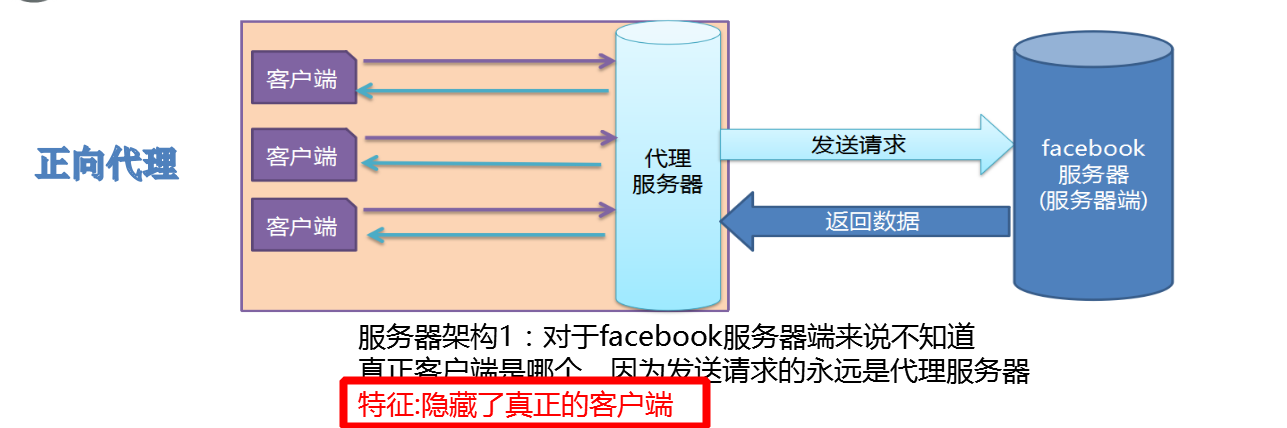 正向代理
客户端
客户端
客户端
代理
服务器
发送请求
返回数据
facebook
服务器
(服务器端)
服务器架构1：对于facebook服务器端来说不知道
真正客户端是哪个，因为发送请求的永远是代理服务器
特征:隐藏了真正的客户端